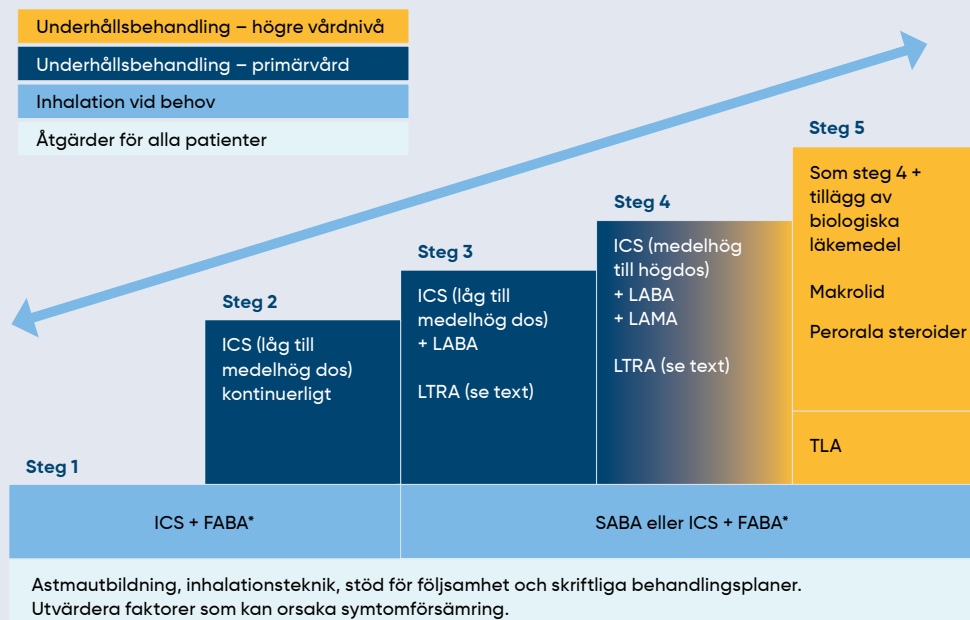 Underhållsbehandling – högre vårdnivå
Underhållsbehandling – primärvård
Inhalation vid behov
Åtgärder för alla patienter
Steg 1
Steg 2
ICS (låg till
medelhög dos)
kontinuerligt
Steg 3
ICS (låg till
medelhög dos)
+ LABA
LTRA (se text)
Steg 4
ICS (medelhög
till högdos)
+ LABA
+ LAMA
LTRA (se text)
Steg 5
Som steg 4 +
tillägg av
biologiska
läkemedel
Makrolid
Perorala steroider
TLA
ICS + FABA*
SABA eller ICS + FABA*
Astmautbildning, inhalationsteknik, stöd för följsamhet och skriftliga behandlingsplaner.
Utvärdera faktorer som kan orsaka symtomförsämring.